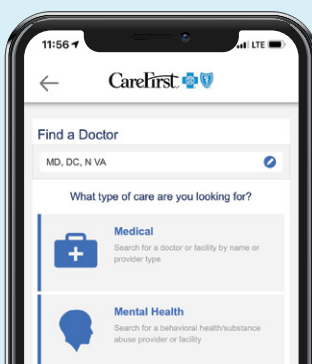 11:56
LTE
CareFirst
Find a Doctor
MD, DC, N VA
What type of care are you looking for?
Medical
Search for a doctor or facility by name or
provider type
Mental Health
Search for a behavioral health/substance
abuse provider or facility